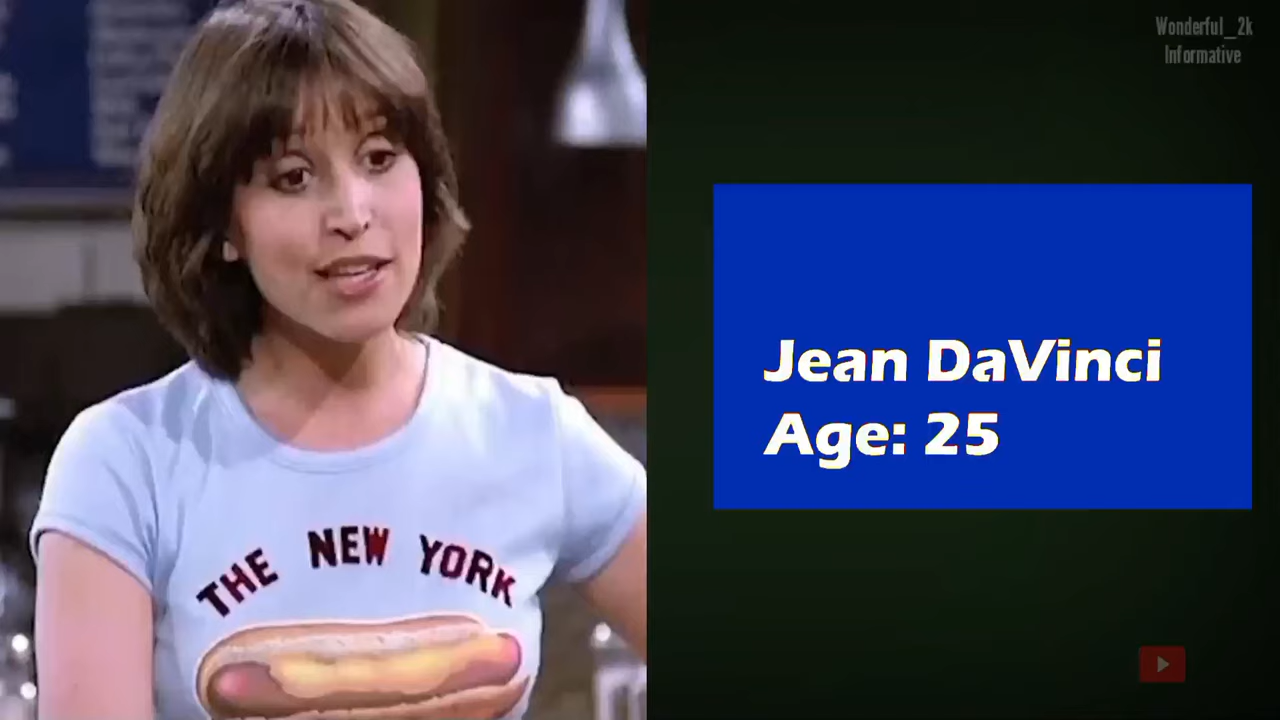 Wonderful_2k
Informative
Jean DaVinci
Age: 25
THE NEW YORK